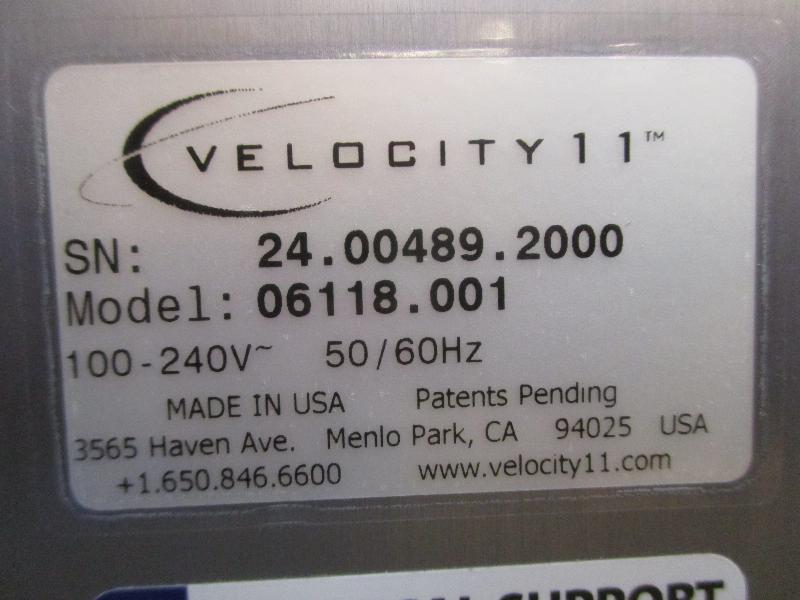 VELOCITY11™
SN: 24.00489.2000
Model: 06118.001
100-240V~ 50/60Hz
MADE IN USA Patents Pending
3565 Haven Ave. Menlo Park, CA 94025 USA
+1.650.846.6600 www.velocity11.com
SUPPORT